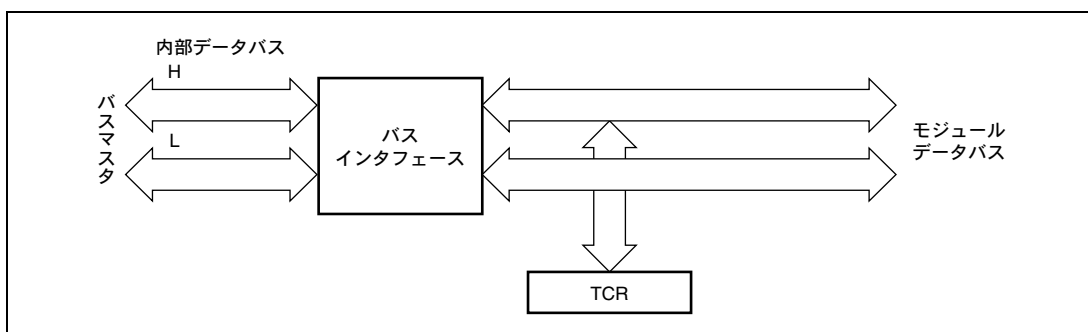 内部データバス
H
バスマスタ
L
バス
インタフェース
モジュール
データバス
TCR